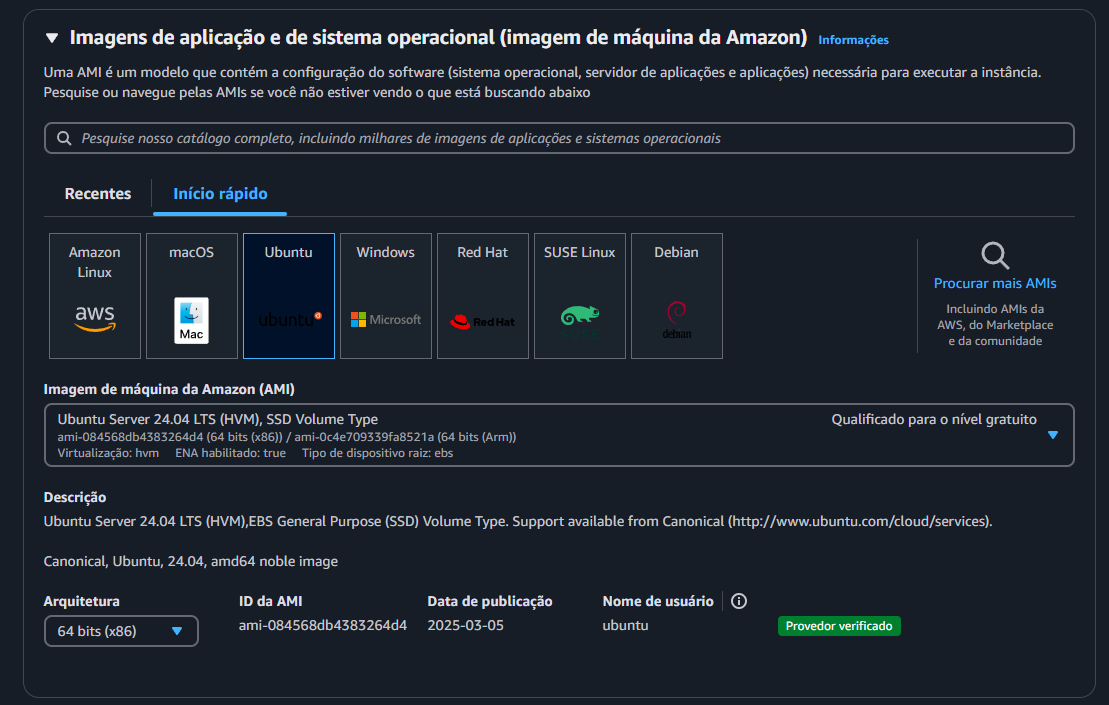 Imagens de aplicação e de sistema operacional (imagem de máquina da Amazon) Informações
Uma AMI é um modelo que contém a configuração do software (sistema operacional, servidor de aplicações e aplicações) necessária para executar a instância.
Pesquise ou navegue pelas AMIs se você não estiver vendo o que está buscando abaixo
Pesquise nosso catálogo completo, incluindo milhares de imagens de aplicações e sistemas operacionais
Recentes Início rápido
Amazon Linux
aws
macOS
Mac
Ubuntu
ubuntu
Windows
Microsoft
Red Hat
Red Hat
SUSE Linux
Debian
debian
Procurar mais AMIs
Incluindo AMIs da
AWS, do Marketplace
e da comunidade
Imagem de máquina da Amazon (AMI)
Ubuntu Server 24.04 LTS (HVM), SSD Volume Type Qualificado para o nível gratuito
ami-084568db4383264d4 (64 bits (x86)) / ami-0c4e709339fa8521a (64 bits (Arm))
Virtualização: hvm ENA habilitado: true Tipo de dispositivo raiz: ebs
Descrição
Ubuntu Server 24.04 LTS (HVM),EBS General Purpose (SSD) Volume Type. Support available from Canonical (http://www.ubuntu.com/cloud/services).
Canonical, Ubuntu, 24.04, amd64 noble image
Arquitetura ID da AMI Data de publicação Nome de usuário
64 bits (x86) ami-084568db4383264d4 2025-03-05 ubuntu Provedor verificado